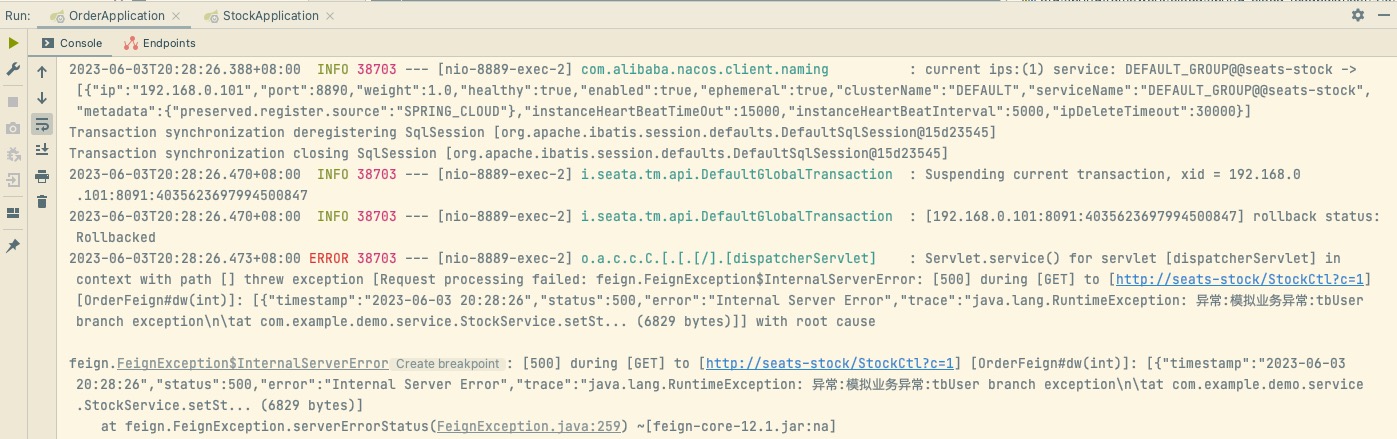 Run: OrderApplication × StockApplication ×
Console Endpoints
2023-06-03T20:28:26.388+08:00  INFO 38703 --- [nio-8889-exec-2] com.alibaba.nacos.client.naming          : current ips:(1) service: DEFAULT_GROUP@@seats-stock ->
[{"ip":"192.168.0.101","port":8890,"weight":1.0,"healthy":true,"enabled":true,"ephemeral":true,"clusterName":"DEFAULT","serviceName":"DEFAULT_GROUP@@seats-stock",
"metadata":{"preserved.register.source":"SPRING_CLOUD"},"instanceHeartBeatTimeOut":15000,"instanceHeartBeatInterval":5000,"ipDeleteTimeout":30000}]
Transaction synchronization deregistering SqlSession [org.apache.ibatis.session.defaults.DefaultSqlSession@15d23545]
Transaction synchronization closing SqlSession [org.apache.ibatis.session.defaults.DefaultSqlSession@15d23545]
2023-06-03T20:28:26.470+08:00  INFO 38703 --- [nio-8889-exec-2] i.seata.tm.api.DefaultGlobalTransaction  : Suspending current transaction, xid = 192.168.0
.101:8091:4035623697994500847
2023-06-03T20:28:26.470+08:00  INFO 38703 --- [nio-8889-exec-2] i.seata.tm.api.DefaultGlobalTransaction  : [192.168.0.101:8091:4035623697994500847] rollback status:
Rollbacked
2023-06-03T20:28:26.473+08:00 ERROR 38703 --- [nio-8889-exec-2] o.a.c.c.C.[.[.[/].[dispatcherServlet]    : Servlet.service() for servlet [dispatcherServlet] in
context with path [] threw exception [Request processing failed: feign.FeignException$InternalServerError: [500] during [GET] to [http://seats-stock/StockCtl?c=1]
[OrderFeign#dw(int)]: [{"timestamp":"2023-06-03 20:28:26","status":500,"error":"Internal Server Error","trace":"java.lang.RuntimeException: 异常:模拟业务异常:tbUser
branch exception\n\tat com.example.demo.service.StockService.setSt... (6829 bytes)]] with root cause
feign.FeignException$InternalServerError Create breakpoint : [500] during [GET] to [http://seats-stock/StockCtl?c=1] [OrderFeign#dw(int)]: [{"timestamp":"2023-06-03
20:28:26","status":500,"error":"Internal Server Error","trace":"java.lang.RuntimeException: 异常:模拟业务异常:tbUser branch exception\n\tat com.example.demo.service
.StockService.setSt... (6829 bytes)]
at feign.FeignException.serverErrorStatus(FeignException.java:259) ~[feign-core-12.1.jar:na]